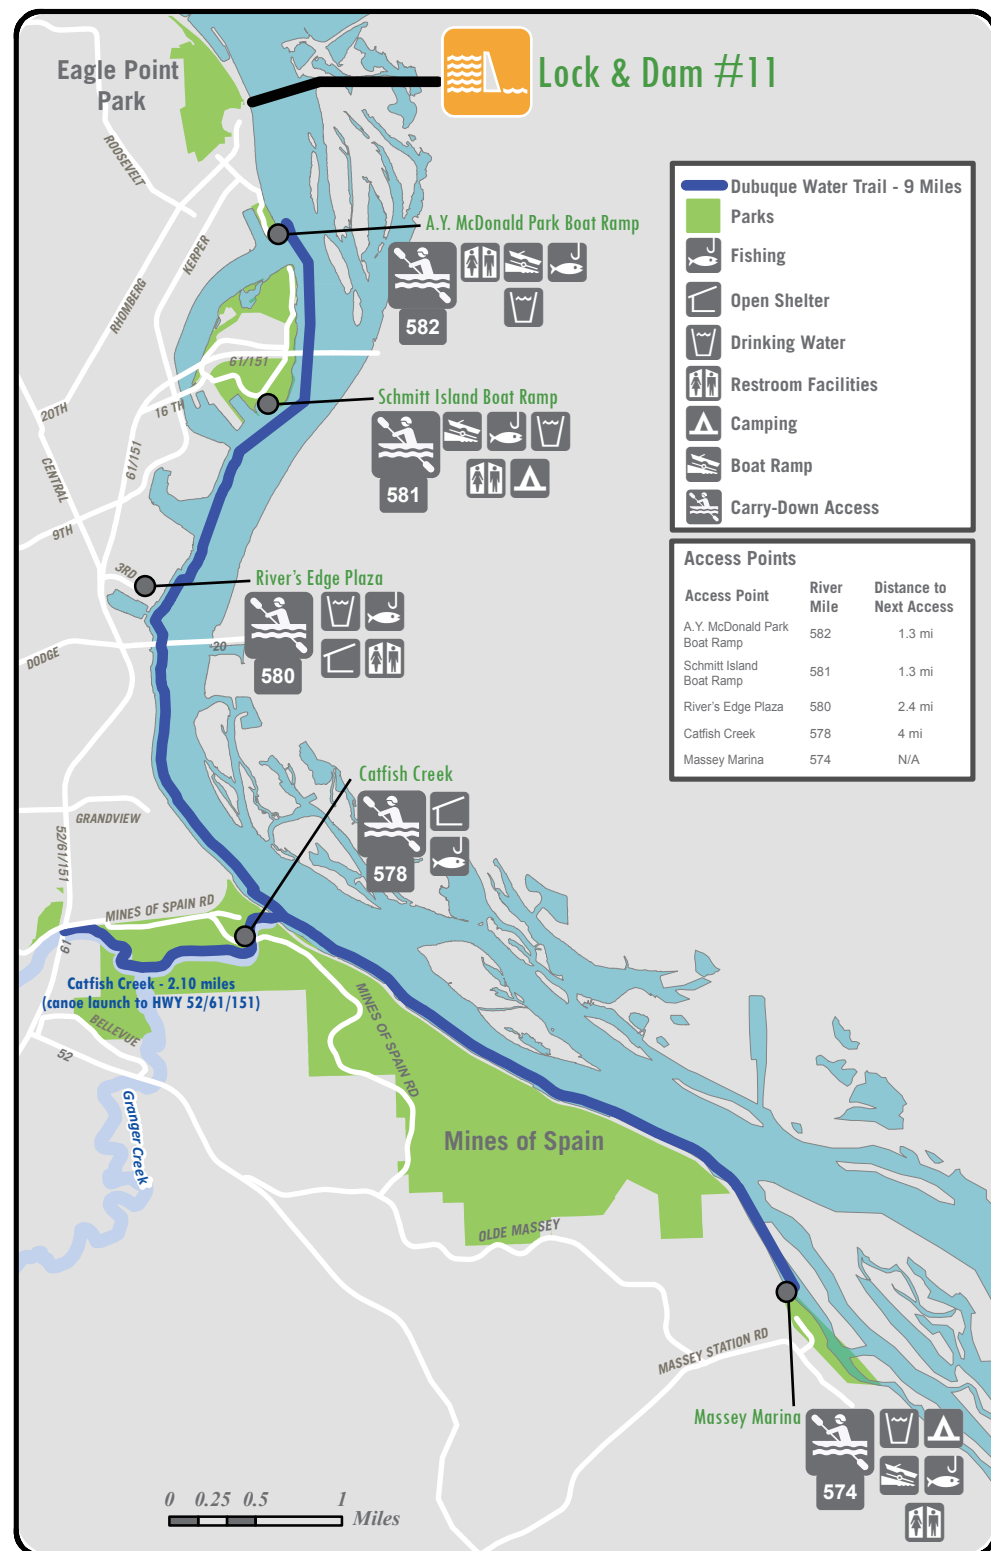 Eagle Point
Park
Lock & Dam #11
ROOSEVELT
Dubuque Water Trail - 9 Miles
Parks
Fishing
Open Shelter
Drinking Water
Restroom Facilities
Camping
Boat Ramp
Carry-Down Access
A.Y. McDonald Park Boat Ramp
582
KERPER
RHOMBERG
61/151
20TH
16 TH
Schmitt Island Boat Ramp
581
61/151
CENTRAL
9TH
3RD
River's Edge Plaza
580
20
DODGE
Access Points
Access Point River Mile Distance to Next Access
A.Y. McDonald Park Boat Ramp 582 1.3 mi
Schmitt Island Boat Ramp 581 1.3 mi
River's Edge Plaza 580 2.4 mi
Catfish Creek 578 4 mi
Massey Marina 574 N/A
Catfish Creek
578
GRANDVIEW
52/61/151
MINES OF SPAIN RD
61
Catfish Creek - 2.10 miles
(canoe launch to HWY 52/61/151)
BELLEVUE
52
MINES OF SPAIN RD
Granger Creek
Mines of Spain
OLDE MASSEY
MASSEY STATION RD
Massey Marina
574
0 0.25 0.5 1
Miles